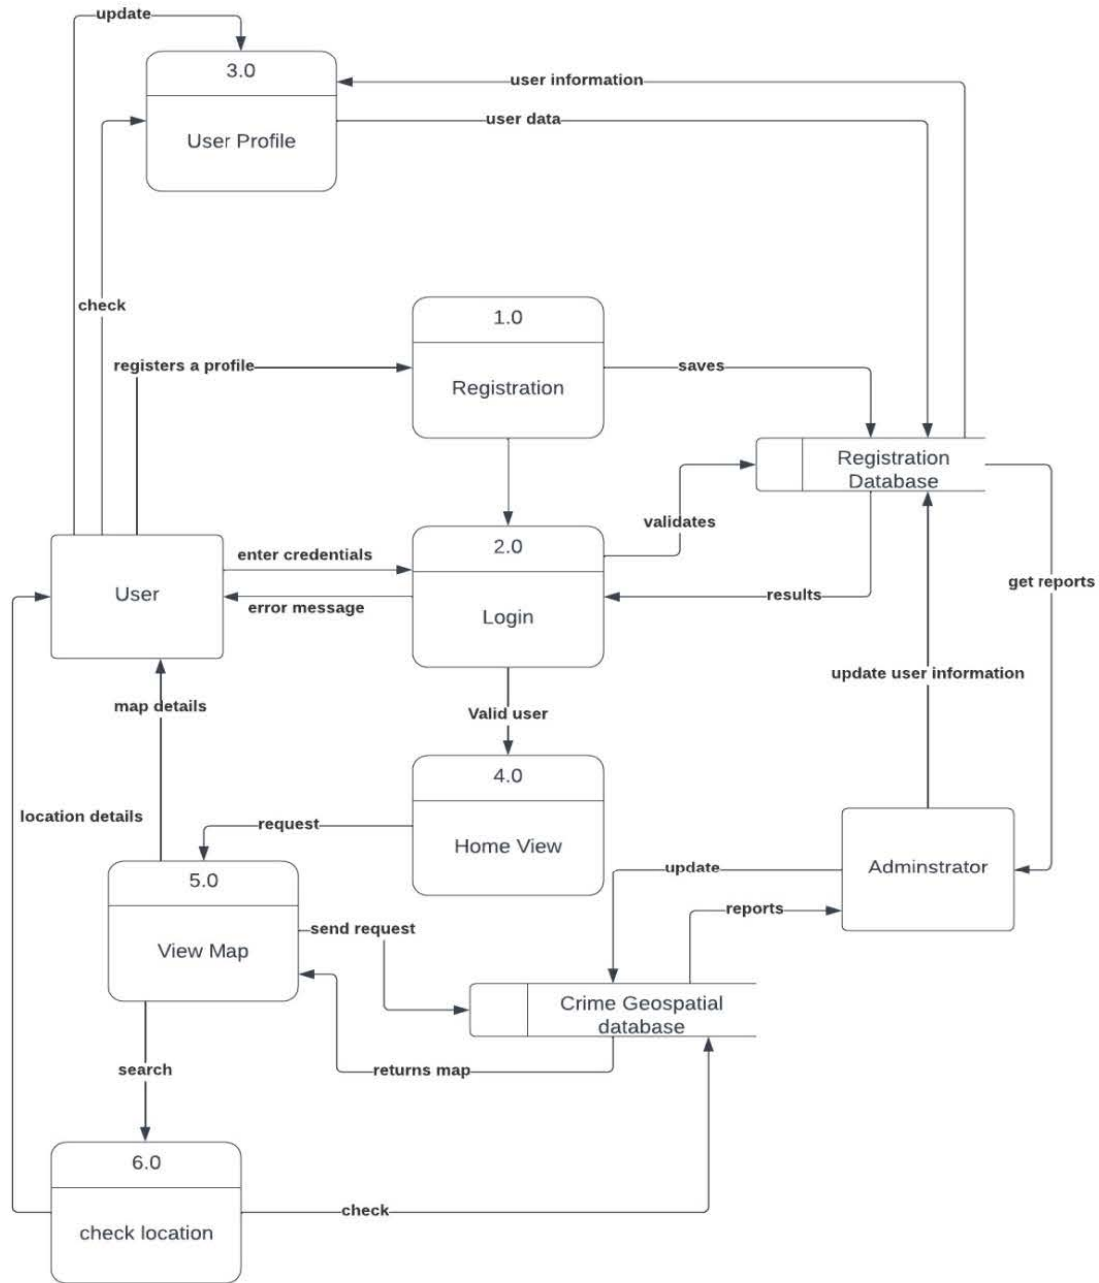 update
3.0
user information
user data
User Profile
check
1.0
registers a profile
saves
Registration
Registration
Database
validates
2.0
enter credentials
get reports
User
results
error message
Login
update user information
map details
Valid user
4.0
location details
request
Home View
update
Adminstrator
5.0
reports
send request
View Map
Crime Geospatial
database
search
returns map
6.0
check
check location